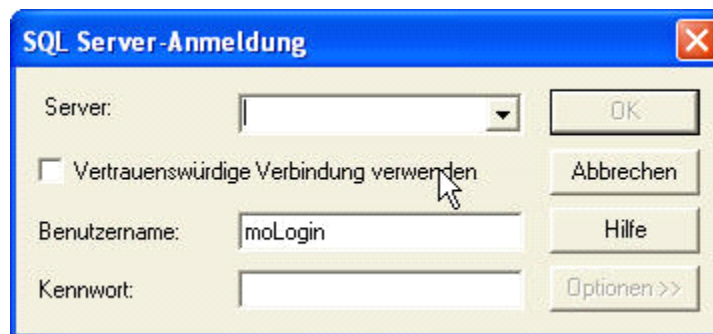 SQL Server-Anmeldung
Server:
OK
Vertrauenswürdige Verbindung verwenden
Abbrechen
Benutzername:
moLogin
Hilfe
Kennwort:
Optionen >>